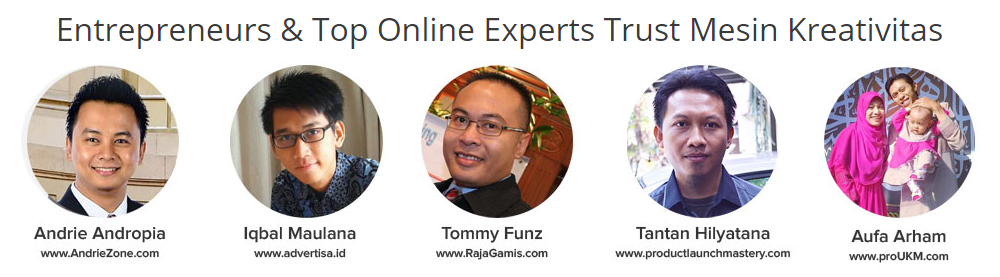 Entrepreneurs & Top Online Experts Trust Mesin Kreativitas
Andrie Andropia
www.AndrieZone.com
Iqbal Maulana
www.advertisa.id
Tommy Funz
www.RajaGamis.com
Tantan Hilyatana
www.productlaunchmastery.com
Aufa Arham
www.proUKM.com